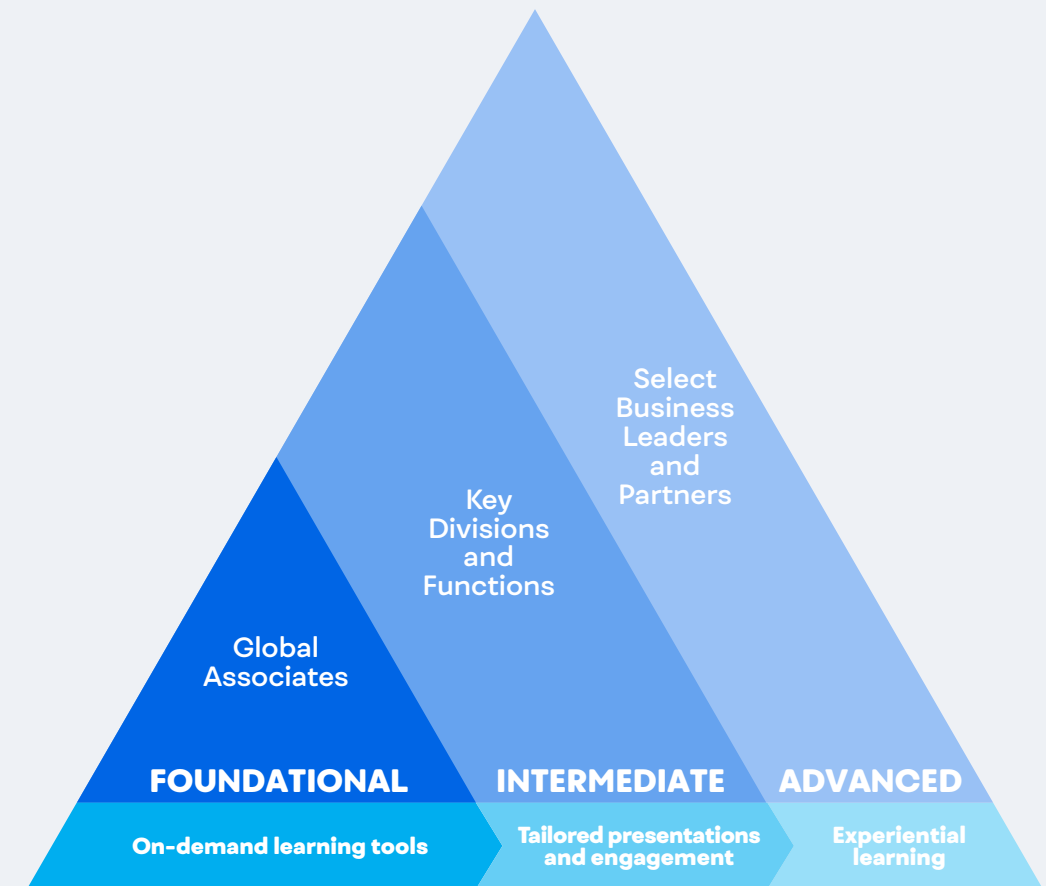 Select
Business
Leaders
and
Partners
Key
Divisions
and
Functions
Global
Associates
FOUNDATIONAL
INTERMEDIATE
ADVANCED
On-demand learning tools
Tailored presentations
and engagement
Experiential
learning